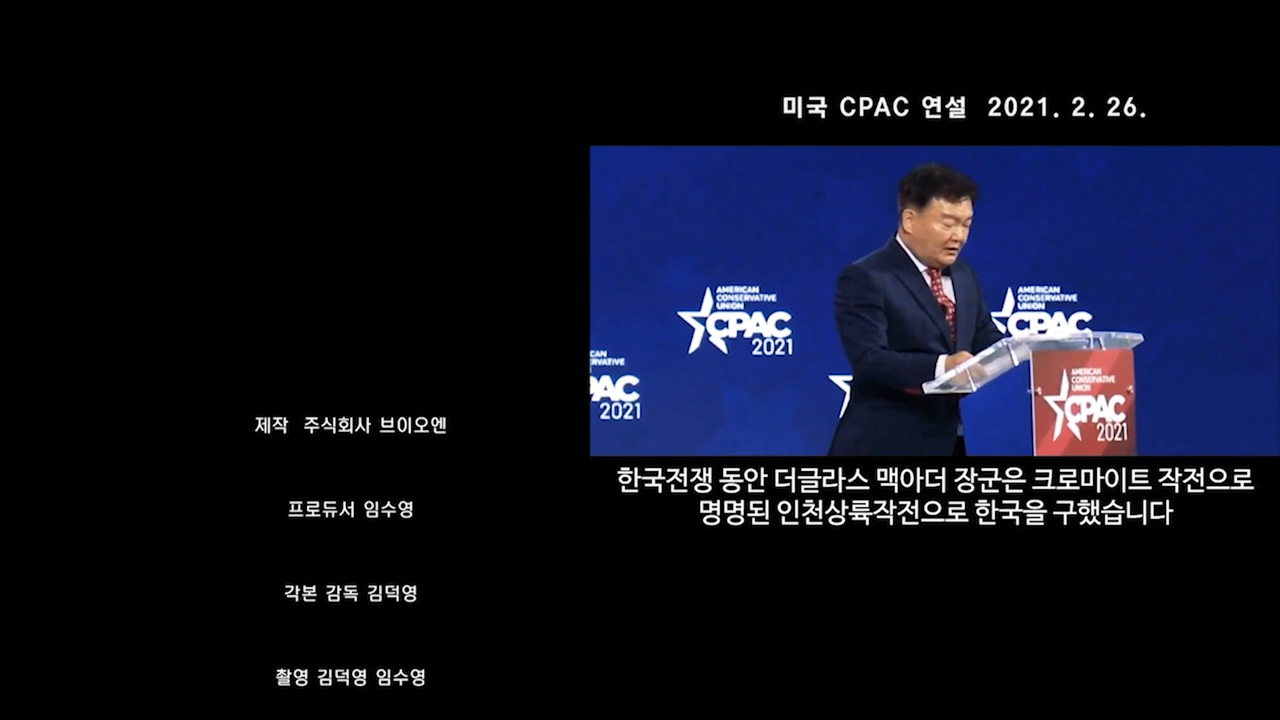 미국 CPAC 연설 2021. 2. 26.
AMERICAN
CONSERVATIVE
UNION
CPAC
2021
AMERICAN
CONSERVATIVE
UNION
CPAC
CAN
RVATIVE
PAC
2021
AMERICAN
CONSERVATIVE
UNION
CPAC
2021
한국전쟁 동안 더글라스 맥아더 장군은 크로마이트 작전으로
명명된 인천상륙작전으로 한국을 구했습니다
제작 주식회사 브이오엔
프로듀서 임수영
각본 감독 김덕영
촬영 김덕영 임수영